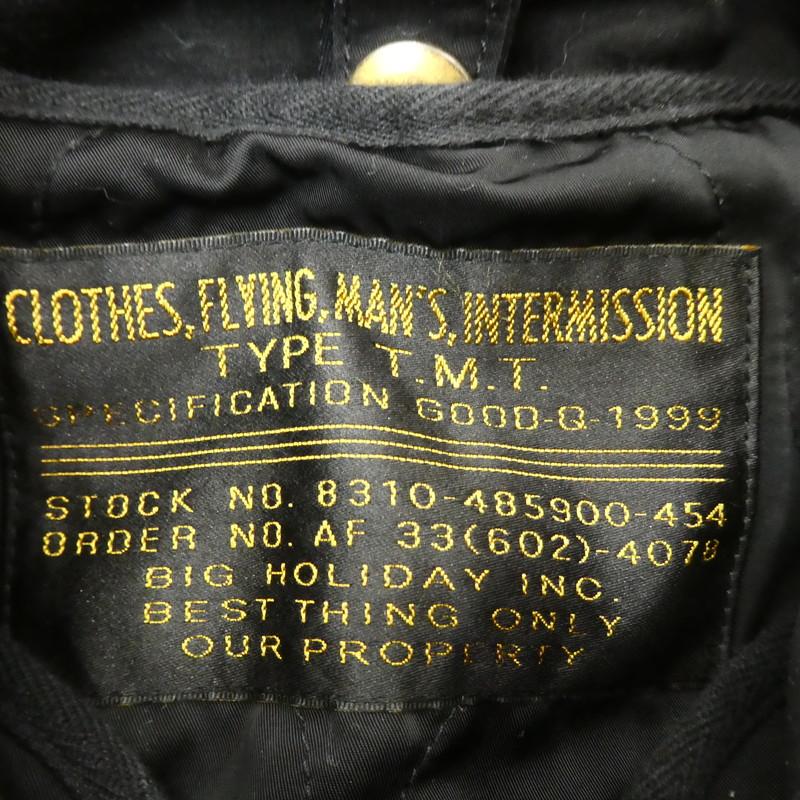 CLOTHES, FLYING, MAN'S, INTERMISSION
TYPE T.M.T.
SPECIFICATION GOOD-Q-1999
STOCK NO. 8310-485900-454
ORDER NO. AF 33(602)-4078
BIG HOLIDAY INC.
BEST THING ONLY
OUR PROPERTY